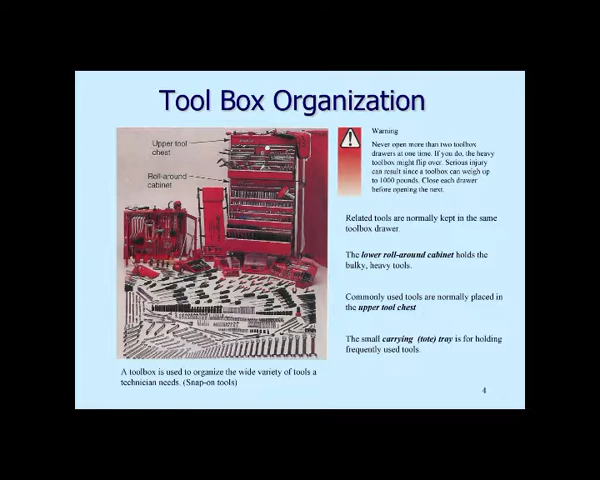 Tool Box Organization
Upper tool
chest
Roll-around
cabinet
Warning
Never open more than two toolbox
drawers at one time. If you do, the heavy
toolbox might flip over. Serious injury
can result since a toolbox can weigh up
to 1000 pounds. Close each drawer
before opening the next.
Related tools are normally kept in the same
toolbox drawer.
The lower roll-around cabinet holds the
bulky, heavy tools.
Commonly used tools are normally placed in
the upper tool chest
The small carrying (tote) tray is for holding
frequently used tools.
A toolbox is used to organize the wide variety of tools a
technician needs. (Snap-on tools)
4